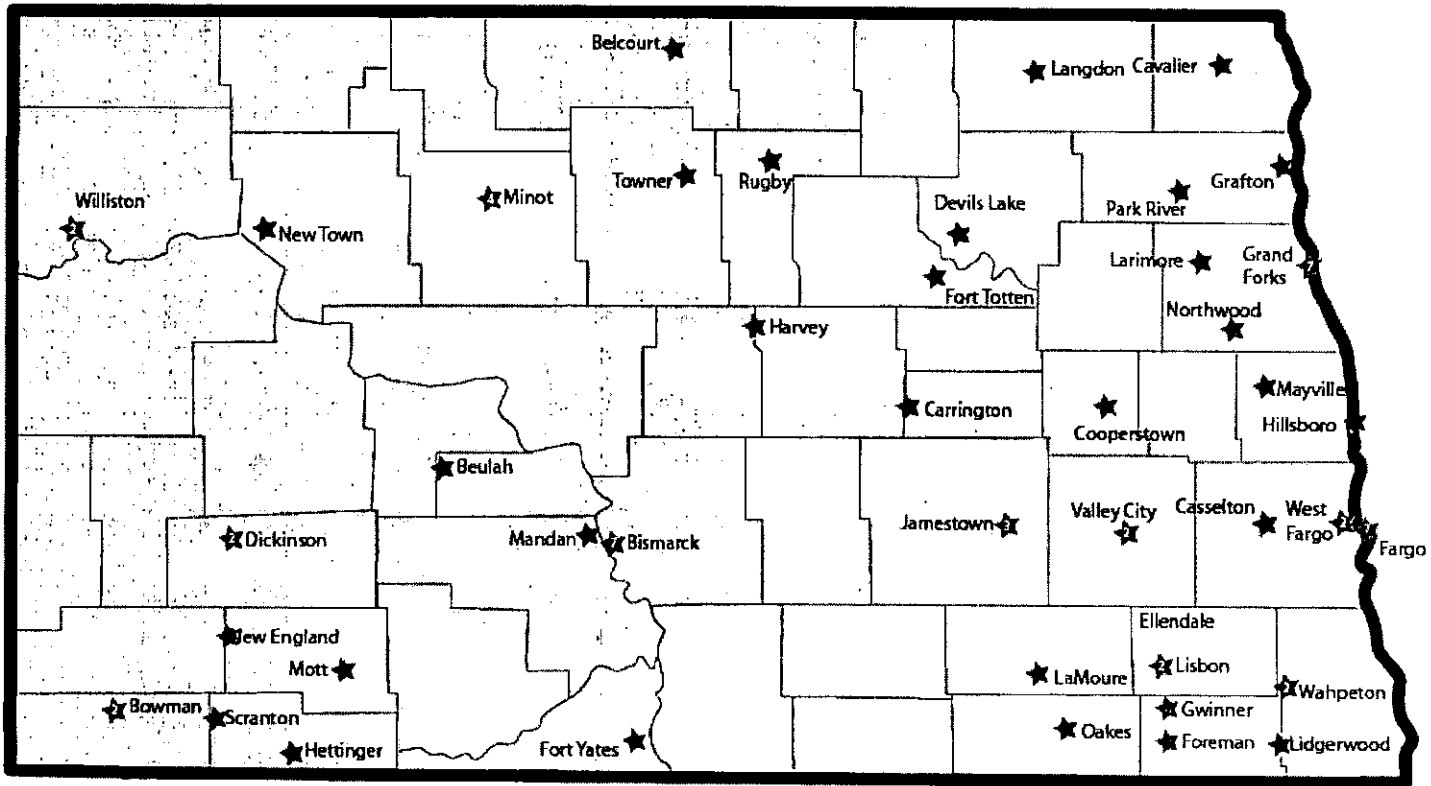 Belcourt
Langdon
Cavalier
Williston
New Town
Minot
Towner
Rugby
Devils Lake
Fort Totten
Park River
Grafton
Larimore
Grand
Forks
Northwood
Harvey
Carrington
Cooperstown
Mayville
Hillsboro
Beulah
Dickinson
Mandan
Bismarck
Jamestown
Valley City
Casselton
West
Fargo
Fargo
New England
Mott
Ellendale
Lisbon
LaMoure
Wahpeton
Bowman
Scranton
Hettinger
Fort Yates
Oakes
Gwinner
Foreman
Lidgerwood